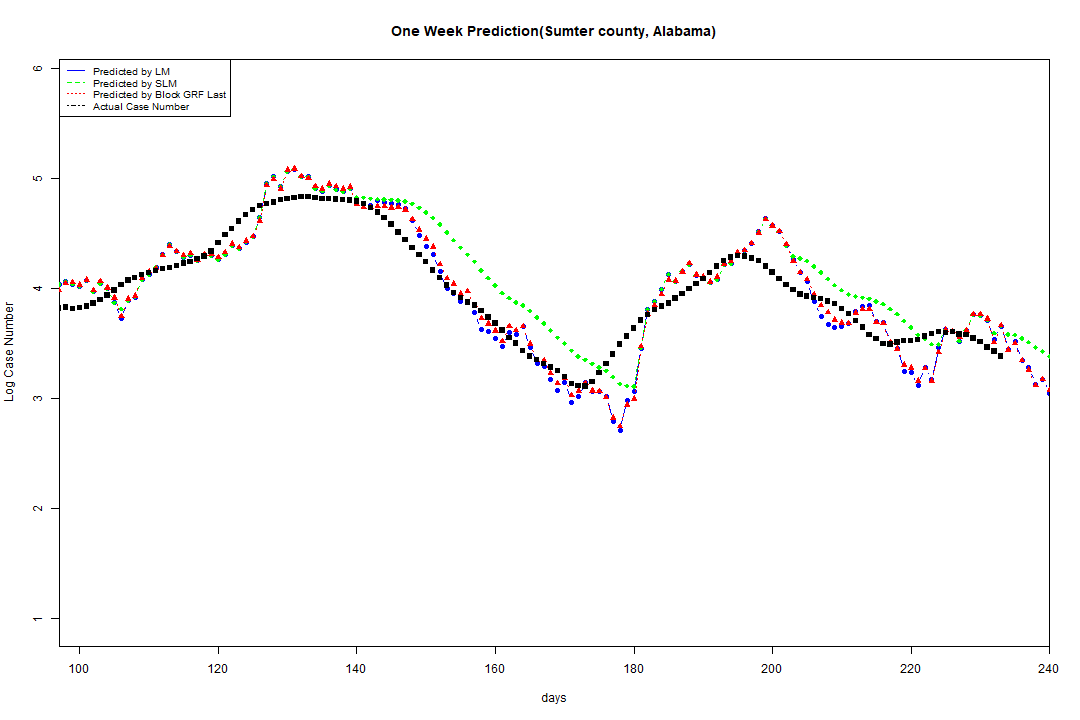 One Week Prediction(Sumter county, Alabama)
Predicted by LM
Predicted by SLM
Predicted by Block GRF Last
Actual Case Number
6
5
4
3
2
1
Log Case Number
100 120 140 160 180 200 220 240
days